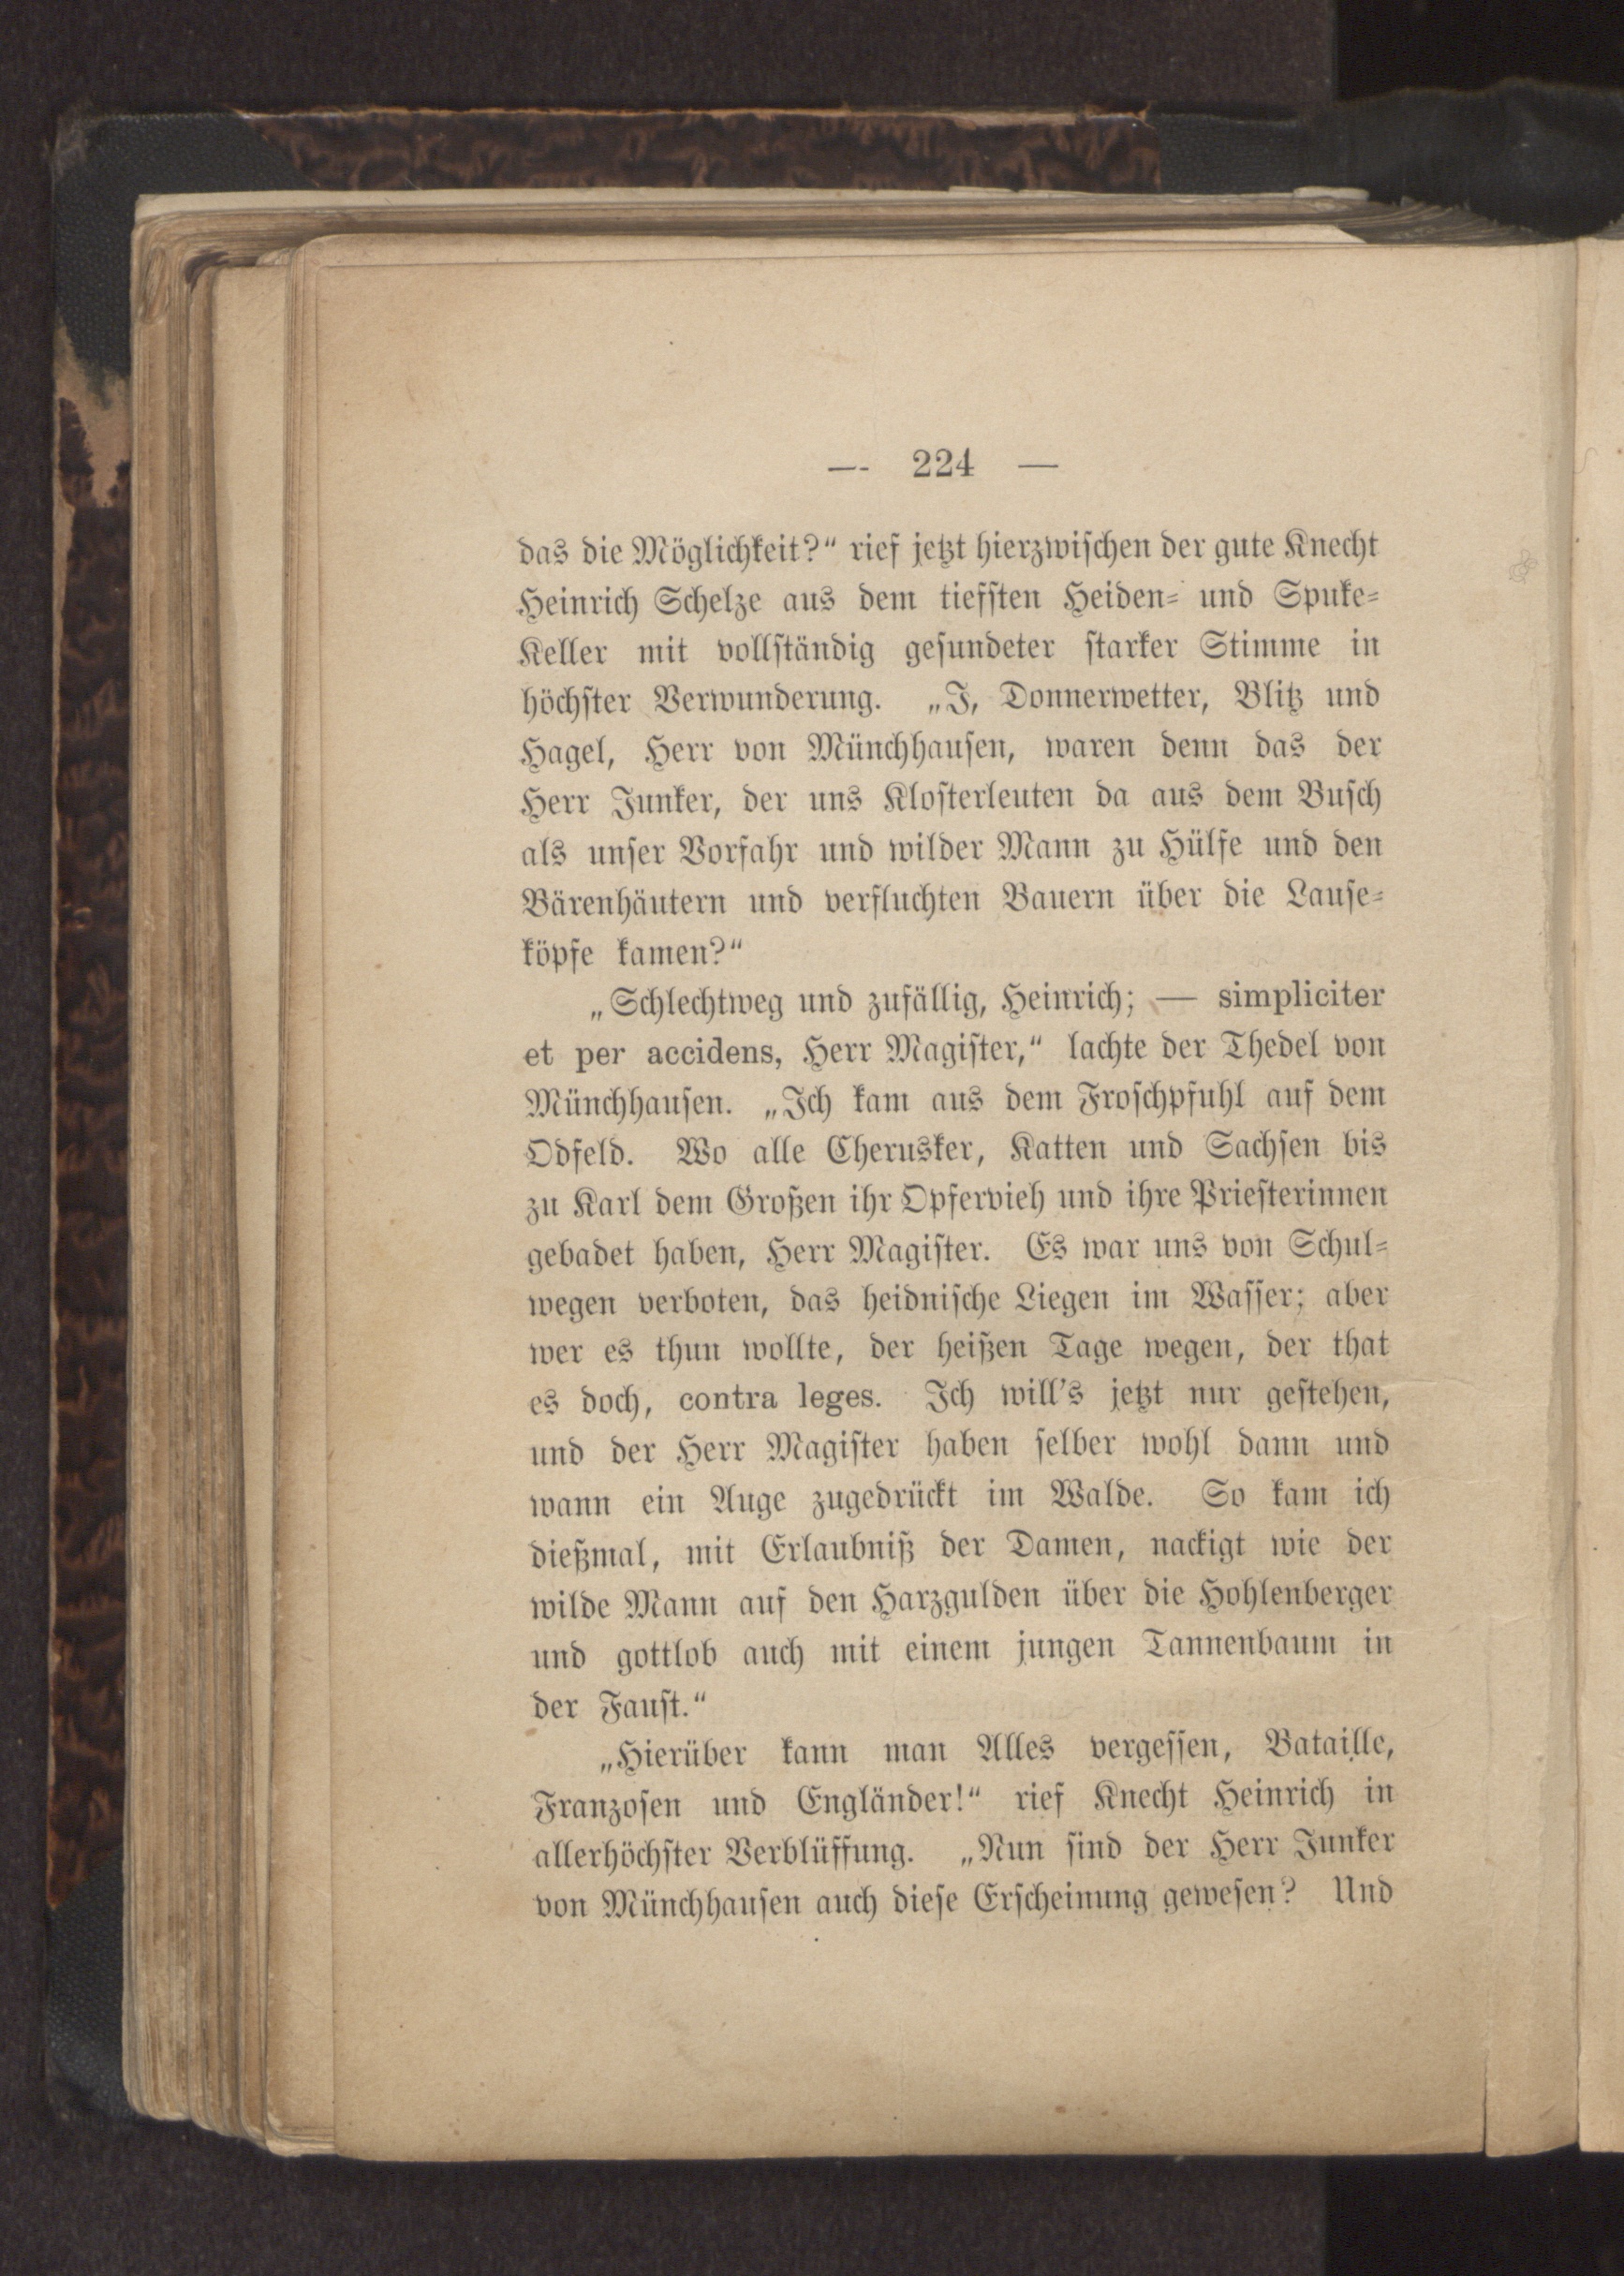 — 224 —
das die Möglichkeit?“ rief jetzt hierzwischen der gute Knecht
Heinrich Schelze aus dem tiefsten Heiden- und Spuke-
Keller mit vollständig gesundeter starker Stimme in
höchster Verwunderung. „I, Donnerwetter, Blitz und
Hagel, Herr von Münchhausen, waren denn das der
Herr Junker, der uns Klosterleuten da aus dem Busch
als unser Vorfahr und wilder Mann zu Hülfe und den
Bärenhäutern und verfluchten Bauern über die Lause-
köpfe kamen?“
„Schlechtweg und zufällig, Heinrich; — simpliciter
et per accidens, Herr Magister,“ lachte der Thedel von
Münchhausen. „Ich kam aus dem Froschpfuhl auf dem
Odfeld. Wo alle Cherusker, Katten und Sachsen bis
zu Karl dem Großen ihr Opfervieh und ihre Priesterinnen
gebadet haben, Herr Magister. Es war uns von Schul-
wegen verboten, das heidnische Liegen im Wasser; aber
wer es thun wollte, der heißen Tage wegen, der that
es doch, contra leges. Ich will's jetzt nur gestehen,
und der Herr Magister haben selber wohl dann und
wann ein Auge zugedrückt im Walde. So kam ich
dießmal, mit Erlaubniß der Damen, nackigt wie der
wilde Mann auf den Harzgulden über die Hohlenberger
und gottlob auch mit einem jungen Tannenbaum in
der Faust.“
„Hierüber kann man Alles vergessen, Bataille,
Franzosen und Engländer!“ rief Knecht Heinrich in
allerhöchster Verblüffung. „Nun sind der Herr Junker
von Münchhausen auch diese Erscheinung gewesen? Und